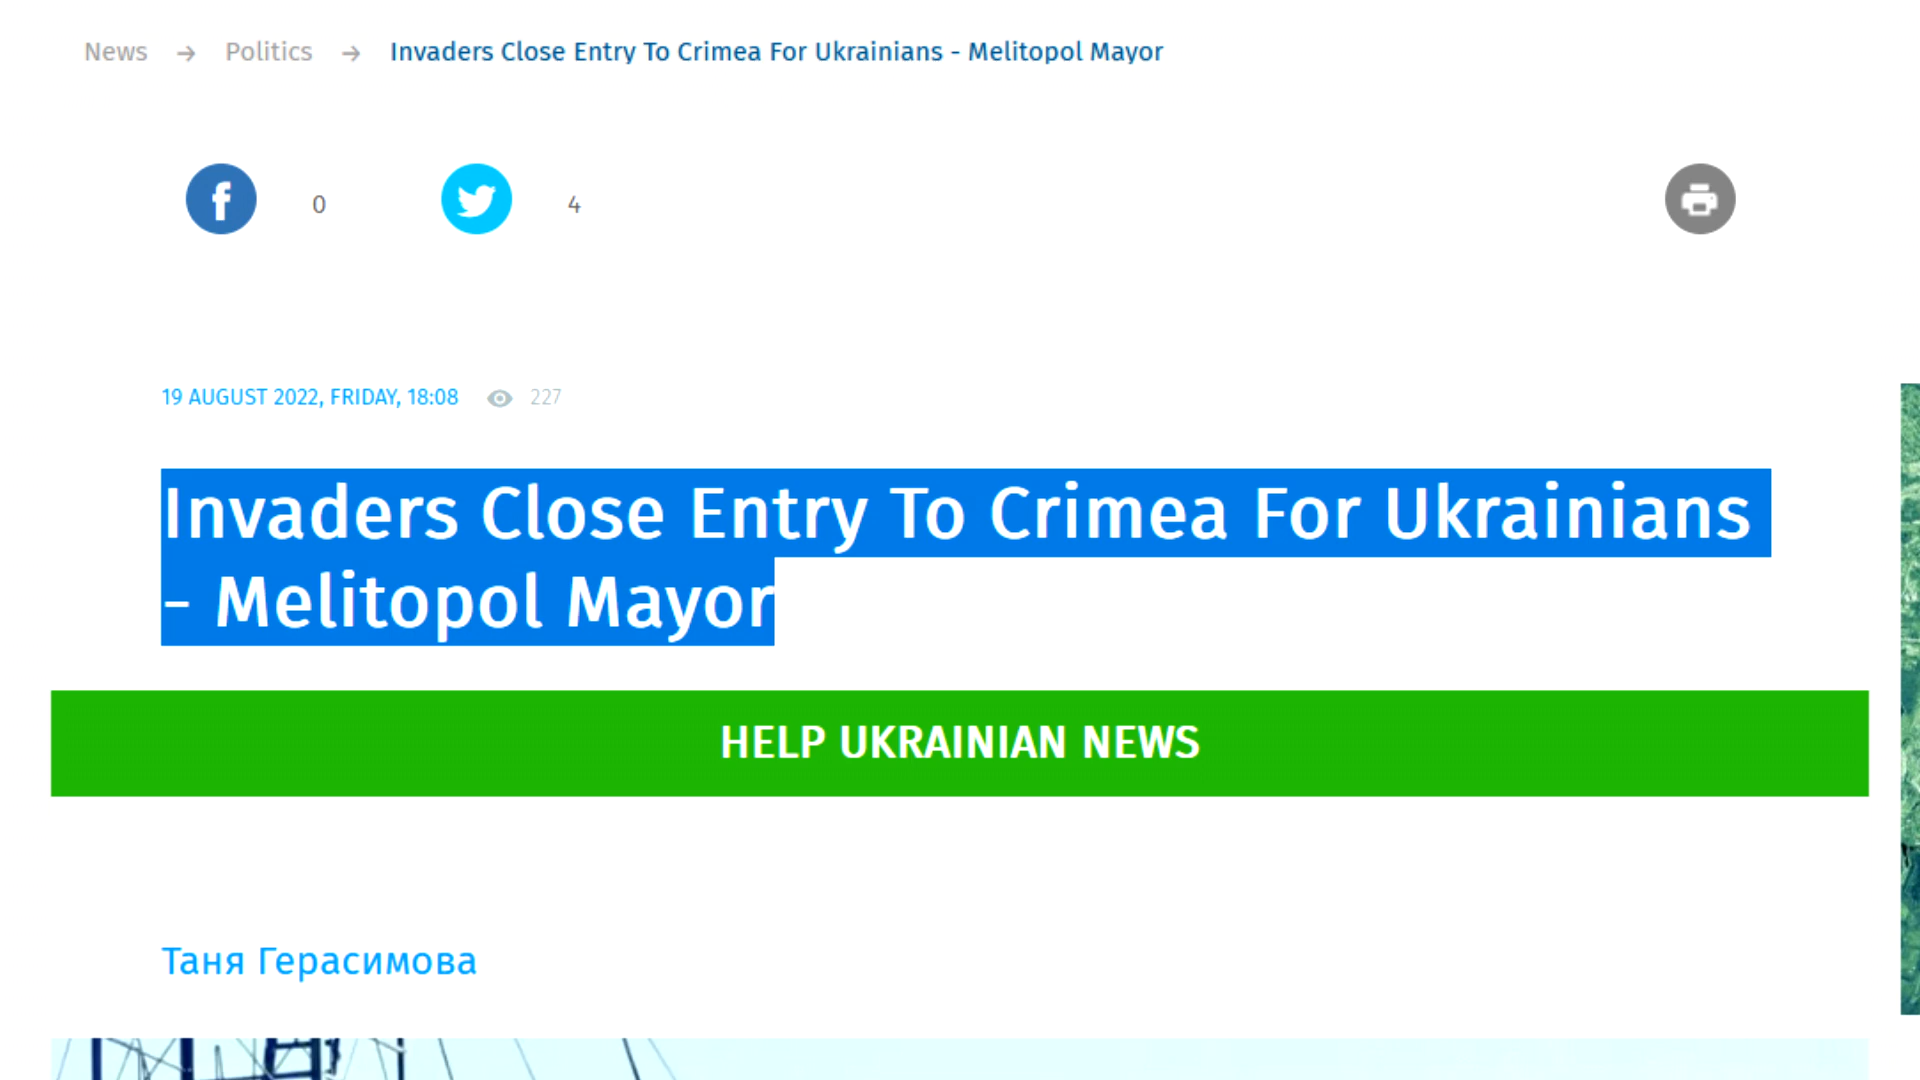 News → Politics → Invaders Close Entry To Crimea For Ukrainians - Melitopol Mayor
f 0 4
19 AUGUST 2022, FRIDAY, 18:08 227
Invaders Close Entry To Crimea For Ukrainians
- Melitopol Mayor
HELP UKRAINIAN NEWS
Таня Герасимова